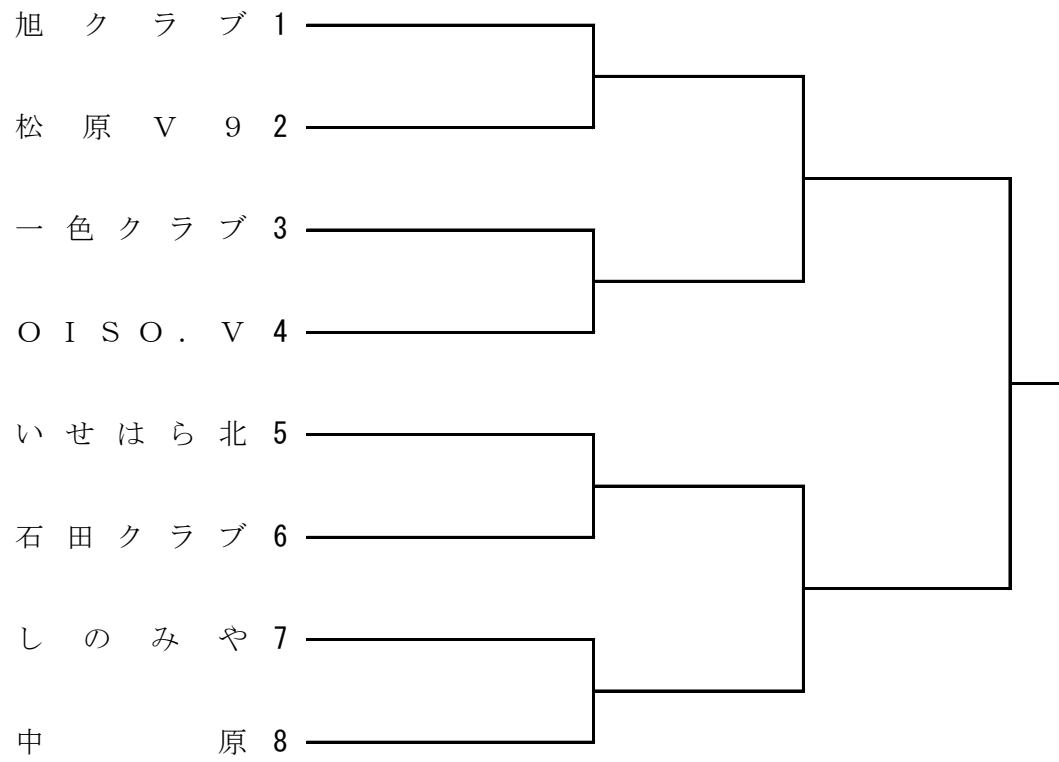 旭クラブ 1
松原Ｖ９ 2
一色クラブ 3
ＯＩＳＯ．Ｖ 4
いせはら北 5
石田クラブ 6
しのみや 7
中原 8